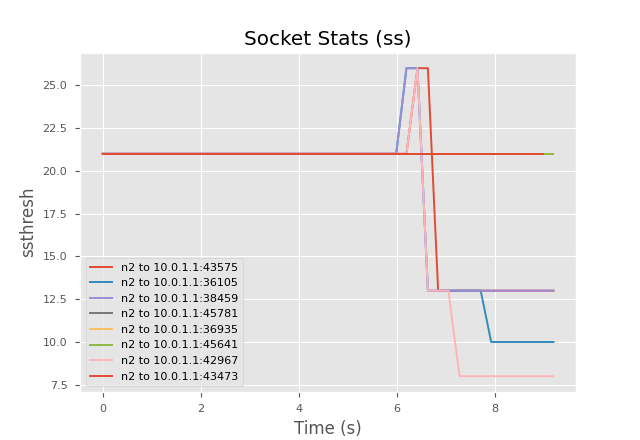 Socket Stats (ss)
25.0
22.5
20.0
17.5
15.0
12.5
10.0
7.5
ssthresh
n2 to 10.0.1.1:43575
n2 to 10.0.1.1:36105
n2 to 10.0.1.1:38459
n2 to 10.0.1.1:45781
n2 to 10.0.1.1:36935
n2 to 10.0.1.1:45641
n2 to 10.0.1.1:42967
n2 to 10.0.1.1:43473
0 2 4 6 8
Time (s)